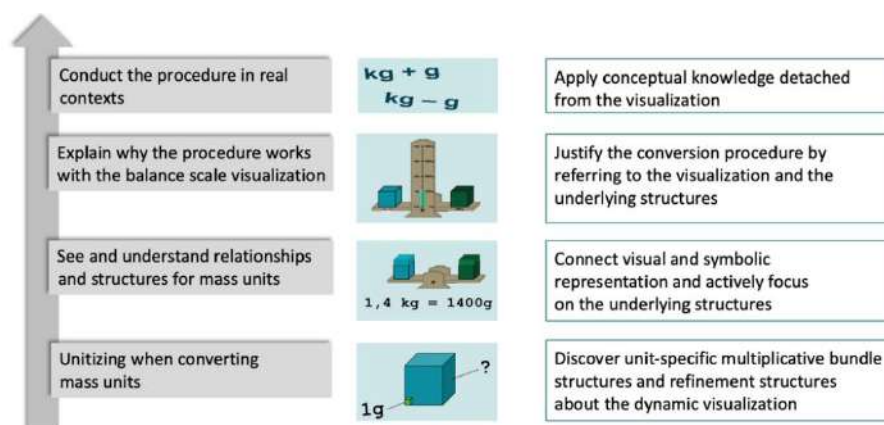 Conduct the procedure in real
contexts
kg + g
kg - g
Apply conceptual knowledge detached
from the visualization
Explain why the procedure works
with the balance scale visualization
Justify the conversion procedure by
referring to the visualization and the
underlying structures
See and understand relationships
and structures for mass units
1,4 kg = 1400g
Connect visual and symbolic
representation and actively focus
on the underlying structures
Unitizing when converting
mass units
?
1g
Discover unit-specific multiplicative bundle
structures and refinement structures
about the dynamic visualization